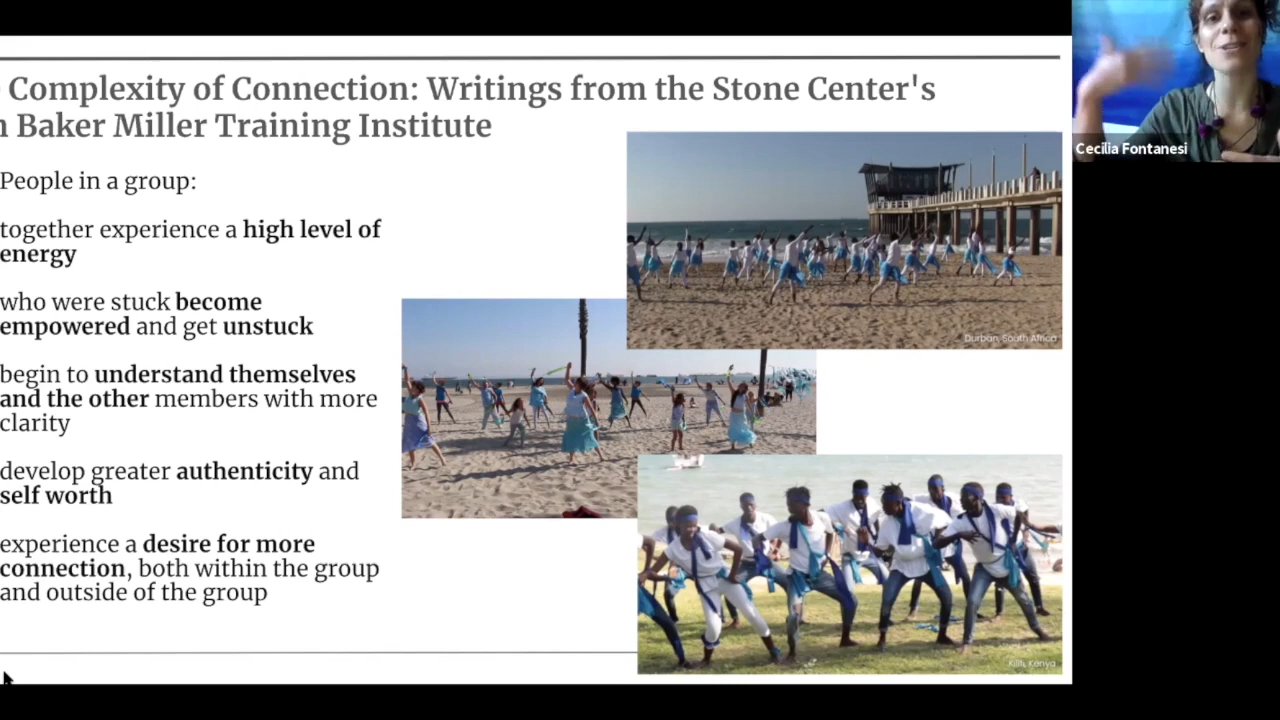 Complexity of Connection: Writings from the Stone Center's
Baker Miller Training Institute
People in a group:
together experience a high level of
energy
who were stuck become
empowered and get unstuck
begin to understand themselves
and the other members with more
clarity
develop greater authenticity and
self worth
experience a desire for more
connection, both within the group
and outside of the group
Durban, South Africa
Kilifi, Kenya
Cecilia Fontanesi